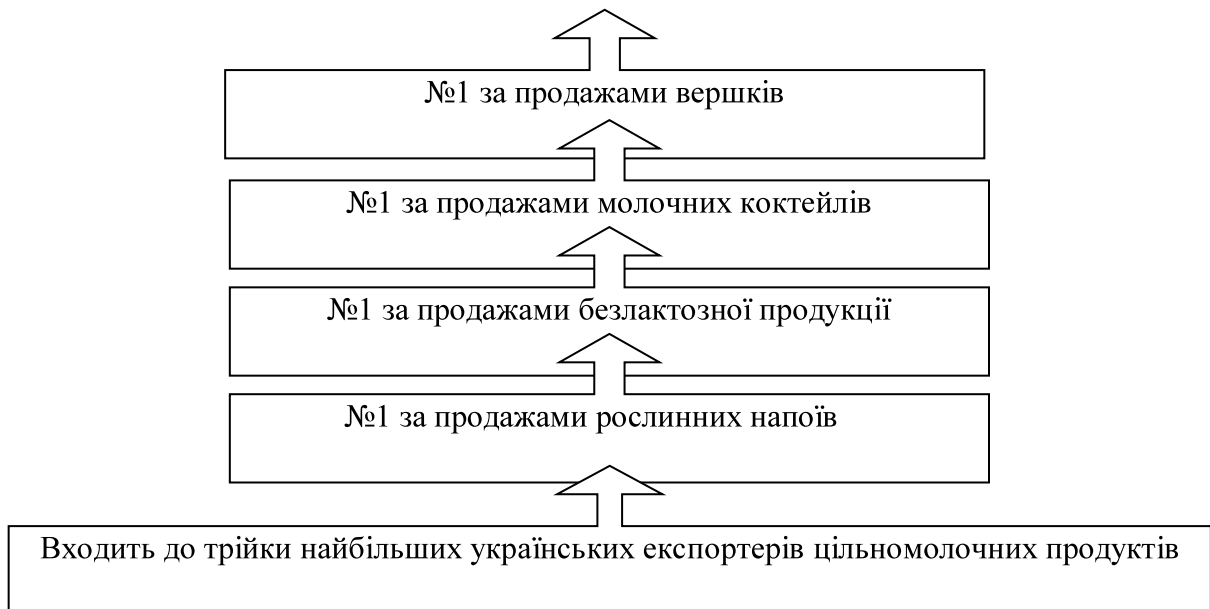 №1 за продажами вершків
№1 за продажами молочних коктейлів
№1 за продажами безлактозної продукції
№1 за продажами рослинних напоїв
Входить до трійки найбільших українських експортерів цільномолочних продуктів